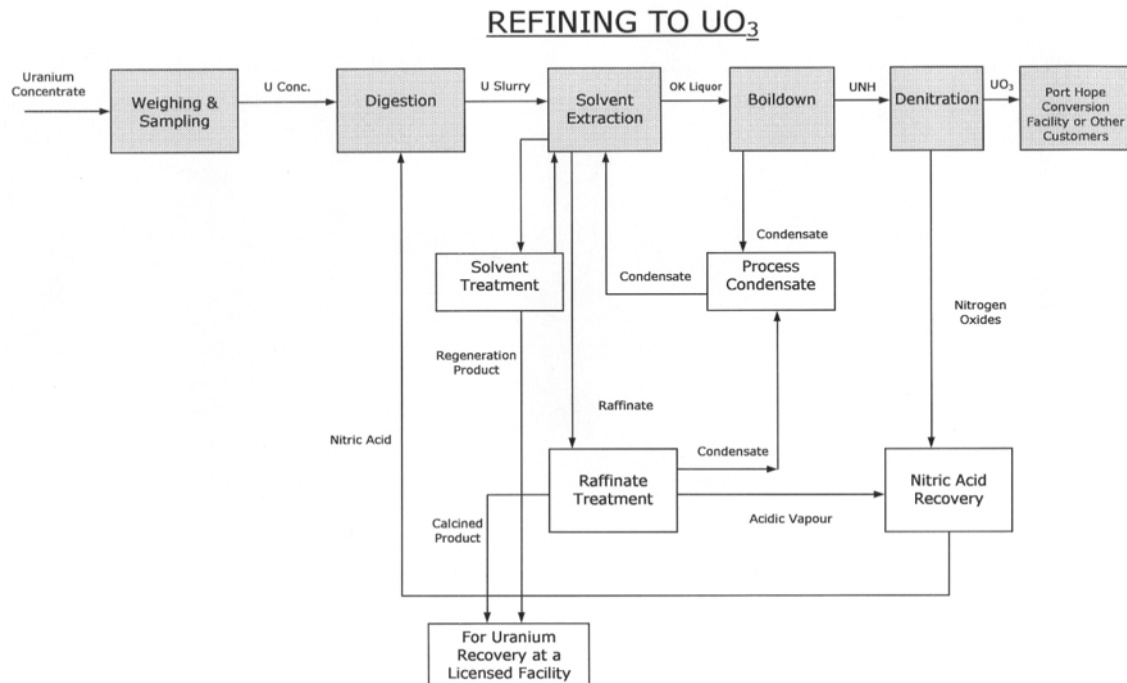 REFINING TO UO3
Uranium
Concentrate
Weighing &
Sampling
U Conc.
Digestion
U Slurry
Solvent
Extraction
OK Liquor
Boildown
UNH
Denitration
UO3
Port Hope
Conversion
Facility or Other
Customers
Solvent
Treatment
Condensate
Condensate
Process
Condensate
Nitrogen
Oxides
Regeneration
Product
Nitric Acid
Raffinate
Raffinate
Treatment
Condensate
Acidic Vapour
Nitric Acid
Recovery
Calcined
Product
For Uranium
Recovery at a
Licensed Facility